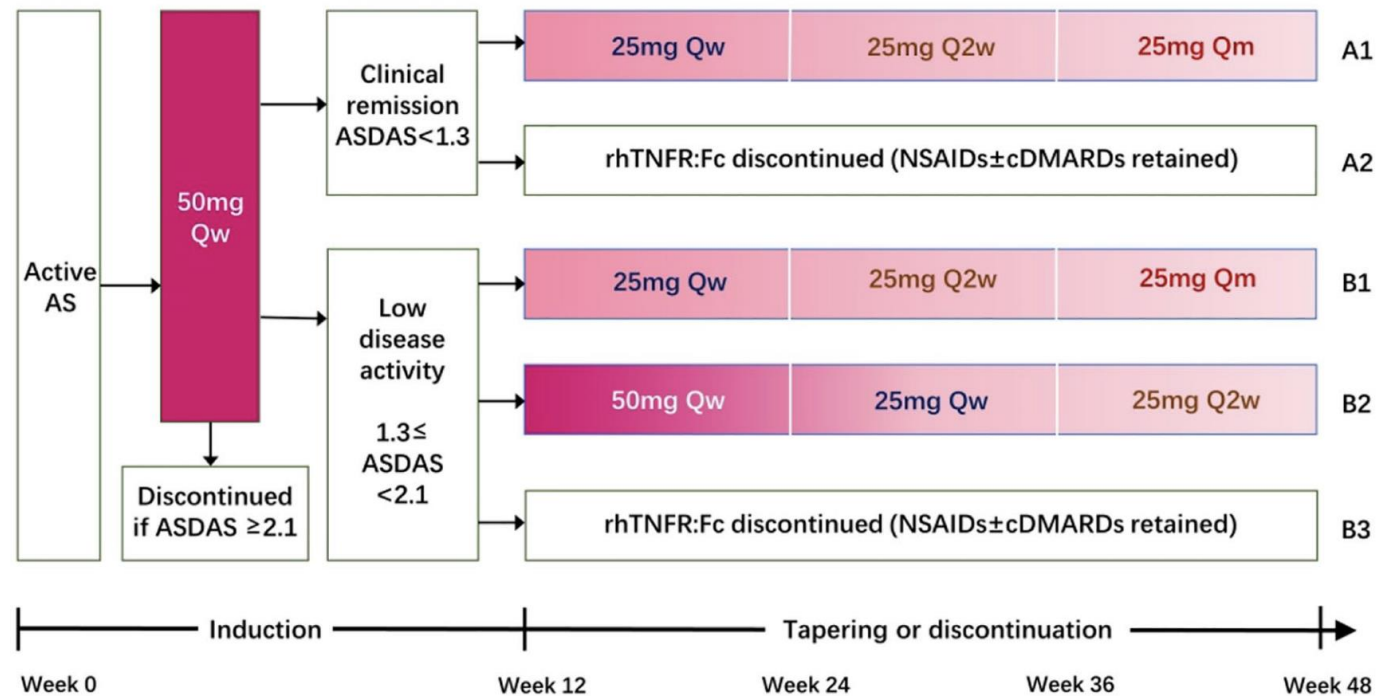 Active
AS
50mg
Qw
Discontinued
if ASDAS ≥2.1
Clinical
remission
ASDAS<1.3
Low
disease
activity
1.3≤
ASDAS
<2.1
25mg Qw
25mg Q2w
25mg Qm
A1
rhTNFR:Fc discontinued (NSAIDs±cDMARDs retained)
A2
25mg Qw
25mg Q2w
25mg Qm
B1
50mg Qw
25mg Qw
25mg Q2w
B2
rhTNFR:Fc discontinued (NSAIDs±cDMARDs retained)
B3
Induction
Tapering or discontinuation
Week 0
Week 12
Week 24
Week 36
Week 48